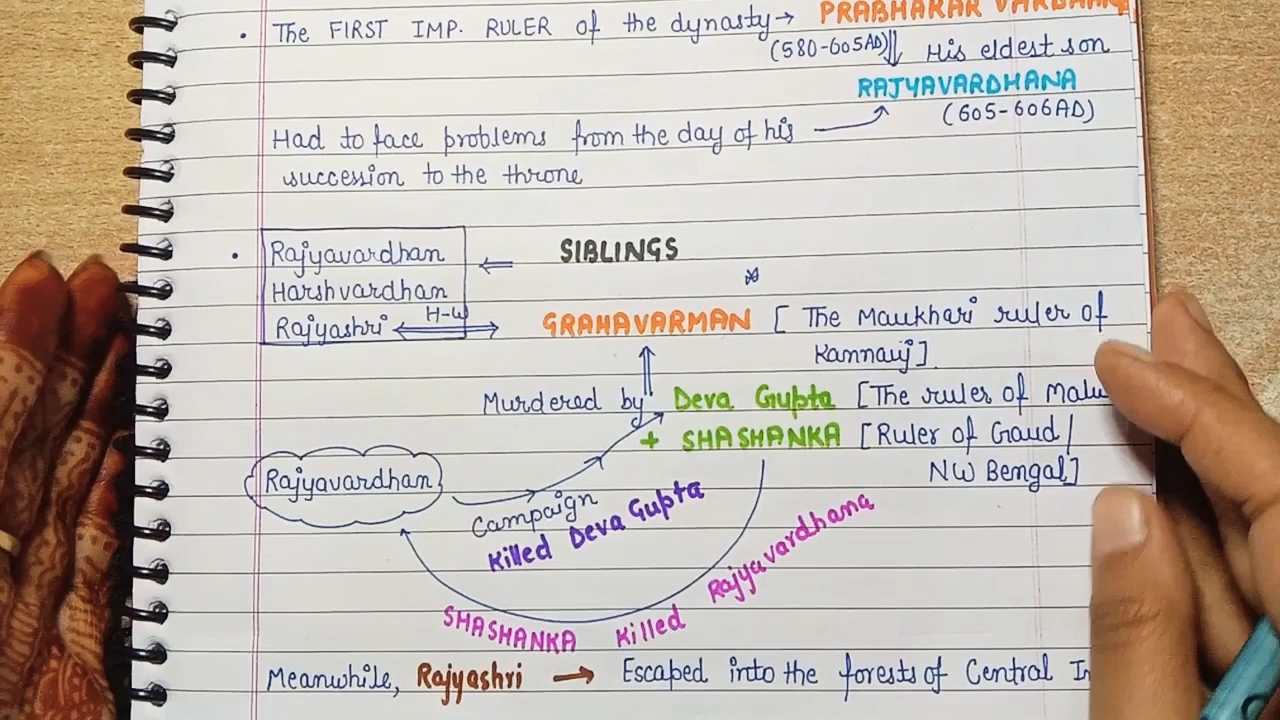 • The FIRST IMP. RULER of the dynasty → PRABHAKAR
(580-605AD) ⇓ His eldest son
RAJYAVARDHANA
(605-606AD)
Had to face problems from the day of his
succession to the throne
• Rajyavardhan ⇐ SIBLINGS
Harshvardhan
H-W
Rajyashri ⟺ GRAHAVARMAN [ The Maukhari ruler of
Kannauj]
Murdered by Deva Gupta [The ruler of
+ SHASHANKA [Ruler of Gaud/
NW Bengal]
Rajyavardhan
Campaign
Killed Deva Gupta
SHASHANKA Killed Rajyavardhana
Meanwhile, Rajyashri → Escaped into the forests of Central